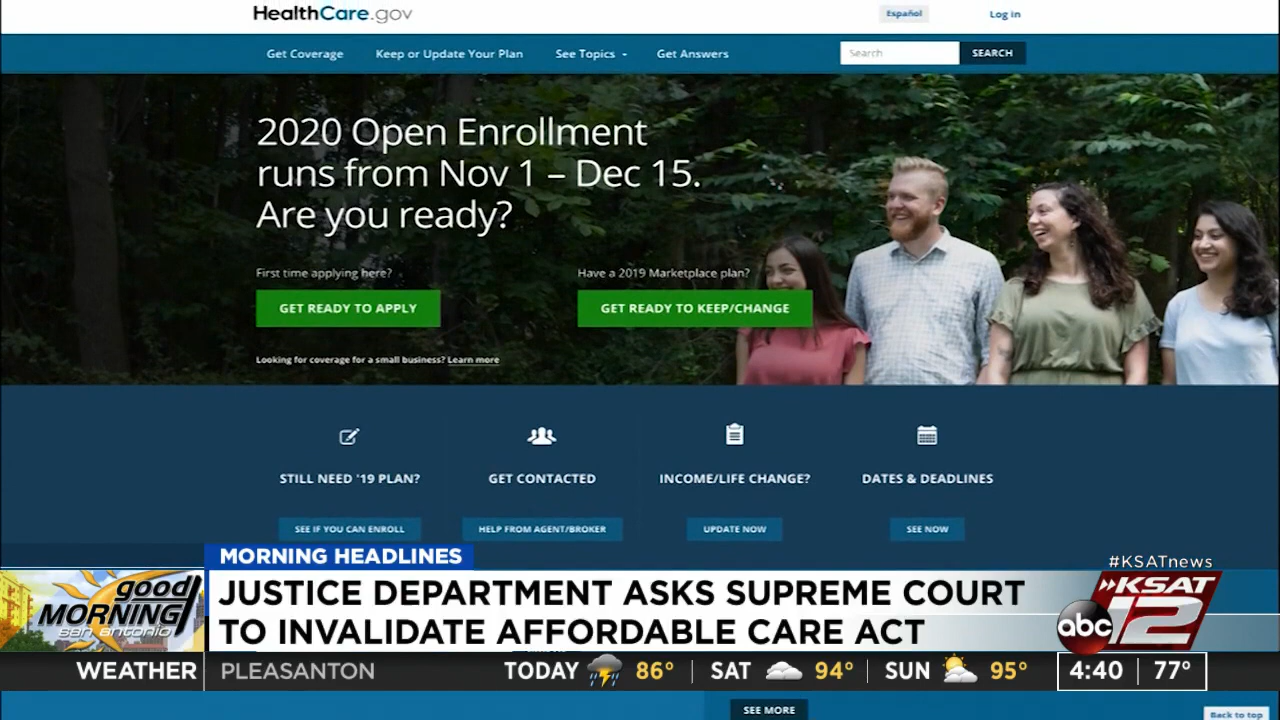 HealthCare.gov
Español
Log in
Get Coverage
Keep or Update Your Plan
See Topics
Get Answers
Search
SEARCH
2020 Open Enrollment
runs from Nov 1 – Dec 15.
Are you ready?
First time applying here?
Have a 2019 Marketplace plan?
GET READY TO APPLY
GET READY TO KEEP/CHANGE
Looking for coverage for a small business? Learn more
STILL NEED '19 PLAN?
GET CONTACTED
INCOME/LIFE CHANGE?
DATES & DEADLINES
SEE IF YOU CAN ENROLL
HELP FROM AGENT/BROKER
UPDATE NOW
SEE NOW
MORNING HEADLINES
#KSATnews
good
MORNING
san antonio
JUSTICE DEPARTMENT ASKS SUPREME COURT
TO INVALIDATE AFFORDABLE CARE ACT
KSAT
abc 12
WEATHER
PLEASANTON
TODAY 86° SAT 94° SUN 95°
4:40 77°
SEE MORE
Back to top